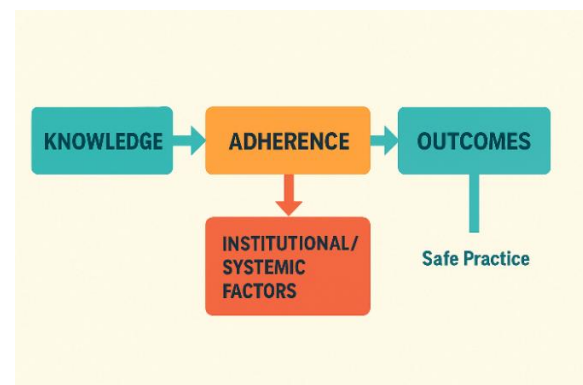 KNOWLEDGE
ADHERENCE
OUTCOMES
INSTITUTIONAL/
SYSTEMIC
FACTORS
Safe Practice